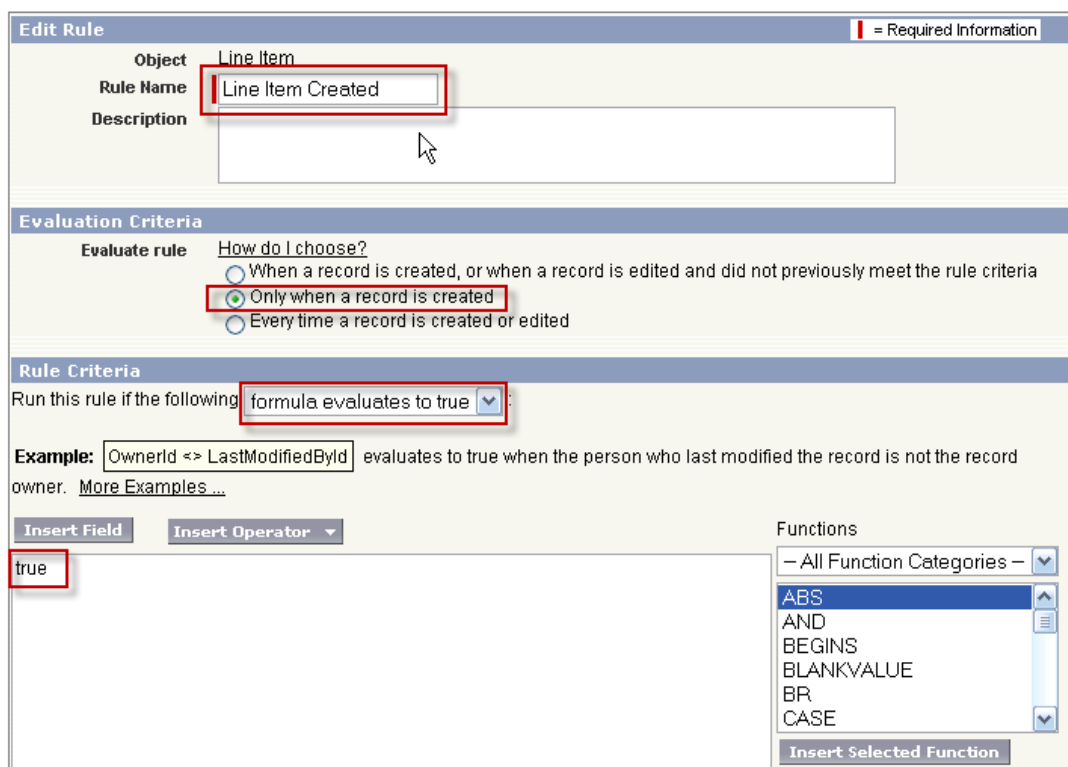 Edit Rule
= Required Information
Object Line Item
Rule Name Line Item Created
Description
Evaluation Criteria
Evaluate rule How do I choose?
When a record is created, or when a record is edited and did not previously meet the rule criteria
Only when a record is created
Every time a record is created or edited
Rule Criteria
Run this rule if the following formula evaluates to true :
Example: OwnerId <> LastModifiedById evaluates to true when the person who last modified the record is not the record
owner. More Examples ...
Insert Field Insert Operator
Functions
true
– All Function Categories –
ABS
AND
BEGINS
BLANKVALUE
BR
CASE
Insert Selected Function